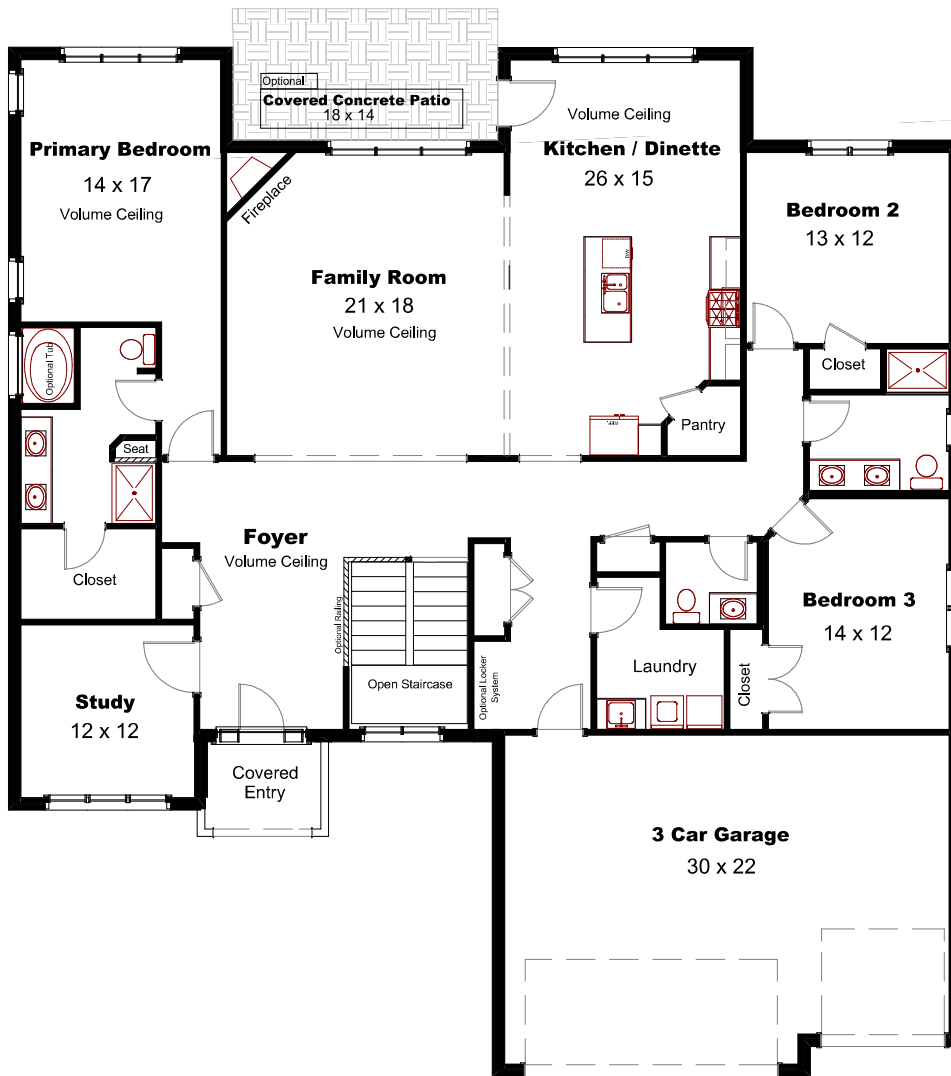 Optional
Covered Concrete Patio
18 x 14
Primary Bedroom
14 x 17
Volume Ceiling
Fireplace
Family Room
21 x 18
Volume Ceiling
Volume Ceiling
Kitchen / Dinette
26 x 15
DW
Bedroom 2
13 x 12
Closet
Optional Tub
Seat
REF.
Pantry
Closet
Foyer
Volume Ceiling
Optional Railing
Open Staircase
Optional Locker
System
Laundry
Closet
Bedroom 3
14 x 12
Study
12 x 12
Covered
Entry
3 Car Garage
30 x 22